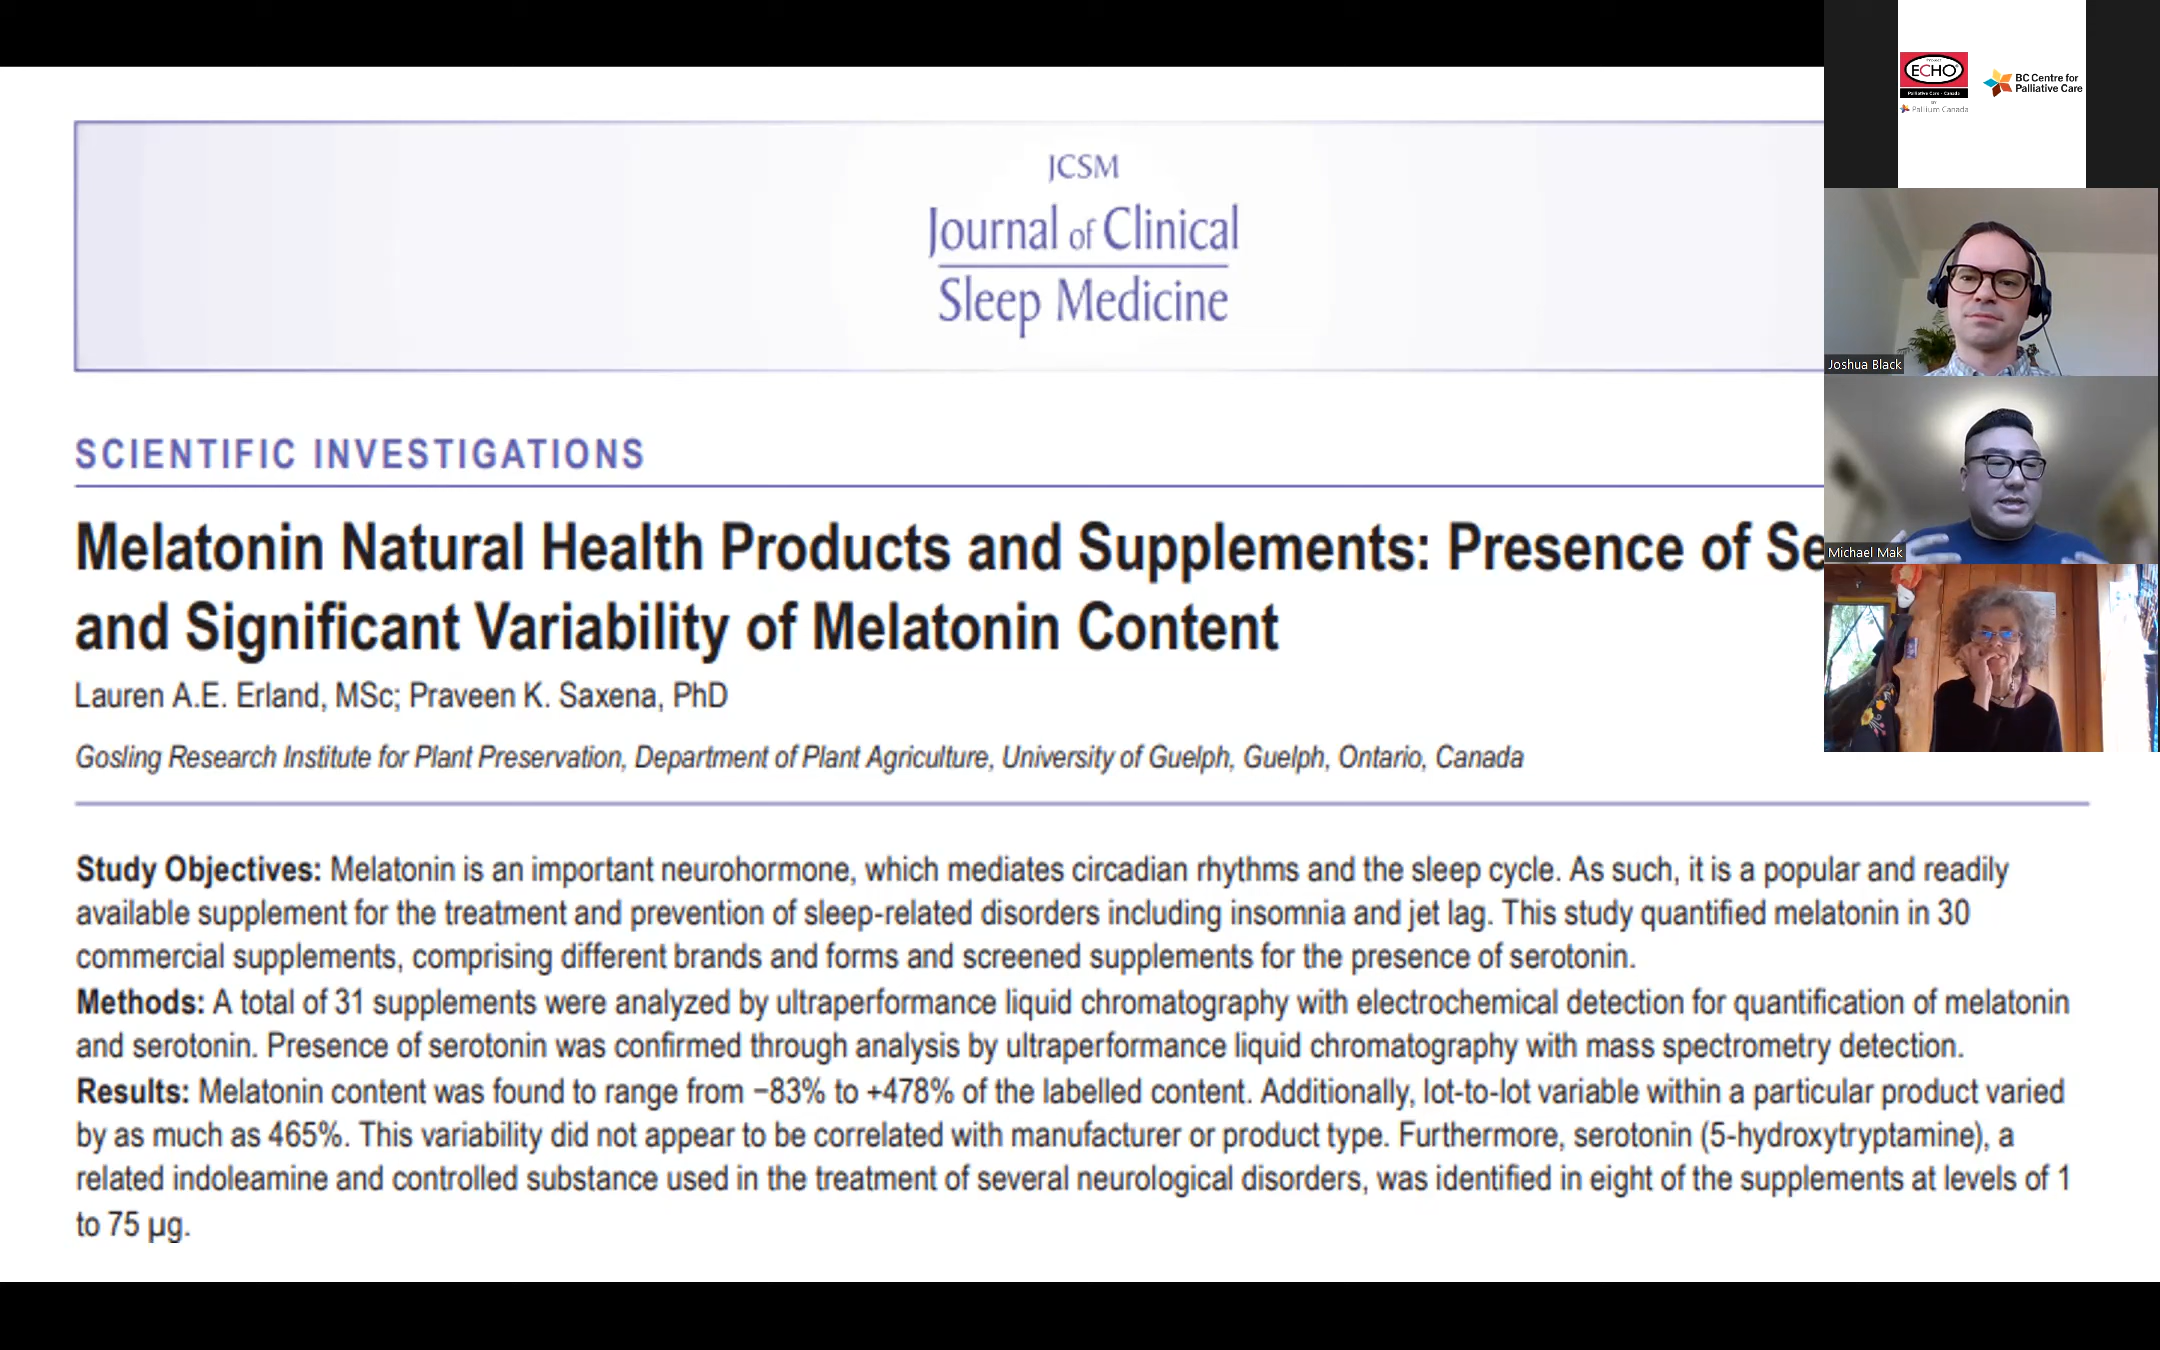 JCSM
Journal of Clinical
Sleep Medicine
SCIENTIFIC INVESTIGATIONS
Melatonin Natural Health Products and Supplements: Presence of Se
and Significant Variability of Melatonin Content
Lauren A.E. Erland, MSc; Praveen K. Saxena, PhD
Gosling Research Institute for Plant Preservation, Department of Plant Agriculture, University of Guelph, Guelph, Ontario, Canada
Study Objectives: Melatonin is an important neurohormone, which mediates circadian rhythms and the sleep cycle. As such, it is a popular and readily
available supplement for the treatment and prevention of sleep-related disorders including insomnia and jet lag. This study quantified melatonin in 30
commercial supplements, comprising different brands and forms and screened supplements for the presence of serotonin.
Methods: A total of 31 supplements were analyzed by ultraperformance liquid chromatography with electrochemical detection for quantification of melatonin
and serotonin. Presence of serotonin was confirmed through analysis by ultraperformance liquid chromatography with mass spectrometry detection.
Results: Melatonin content was found to range from −83% to +478% of the labelled content. Additionally, lot-to-lot variable within a particular product varied
by as much as 465%. This variability did not appear to be correlated with manufacturer or product type. Furthermore, serotonin (5-hydroxytryptamine), a
related indoleamine and controlled substance used in the treatment of several neurological disorders, was identified in eight of the supplements at levels of 1
to 75 µg.
ECHO
Palliative Care - Canada
Pallium Canada
BC Centre for
Palliative Care
Joshua Black
Michael Mak